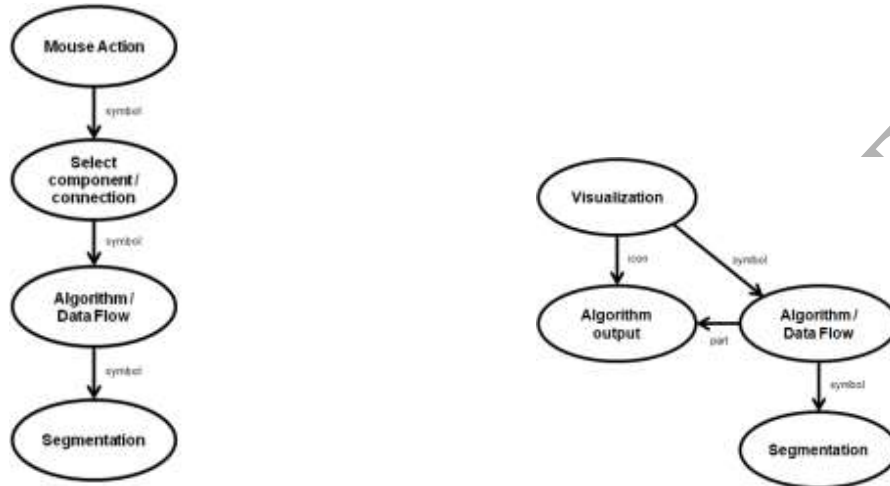 Mouse Action
symbol
Select
component /
connection
symbol
Algorithm /
Data Flow
symbol
Segmentation
Visualization
icon
symbol
Algorithm
output
part
Algorithm /
Data Flow
symbol
Segmentation